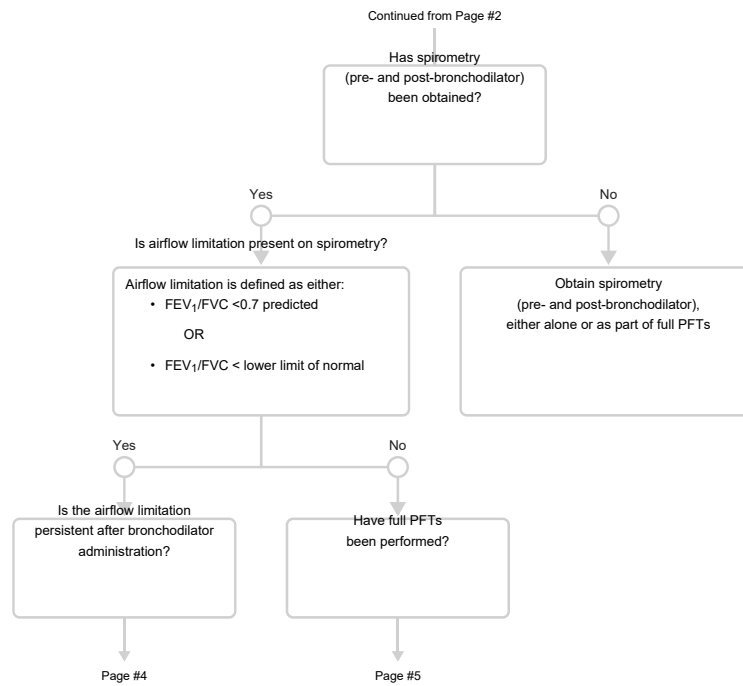 Continued from Page #2
Has spirometry
(pre- and post-bronchodilator)
been obtained?
Yes
No
Is airflow limitation present on spirometry?
Airflow limitation is defined as either:
• FEV₁/FVC <0.7 predicted
OR
• FEV₁/FVC < lower limit of normal
Obtain spirometry
(pre- and post-bronchodilator),
either alone or as part of full PFTs
Yes
No
Is the airflow limitation
persistent after bronchodilator
administration?
Have full PFTs
been performed?
Page #4
Page #5